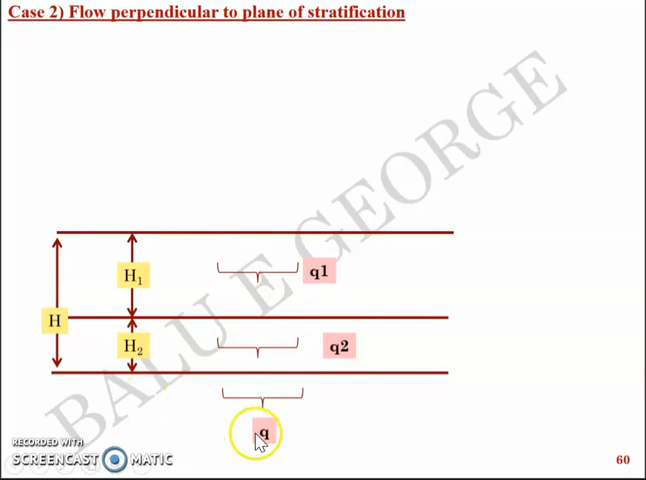 Case 2) Flow perpendicular to plane of stratification
BALU E GEORGE
H₁
q1
H
H₂
q2
q
RECORDED WITH
SCREENCAST MATIC
60